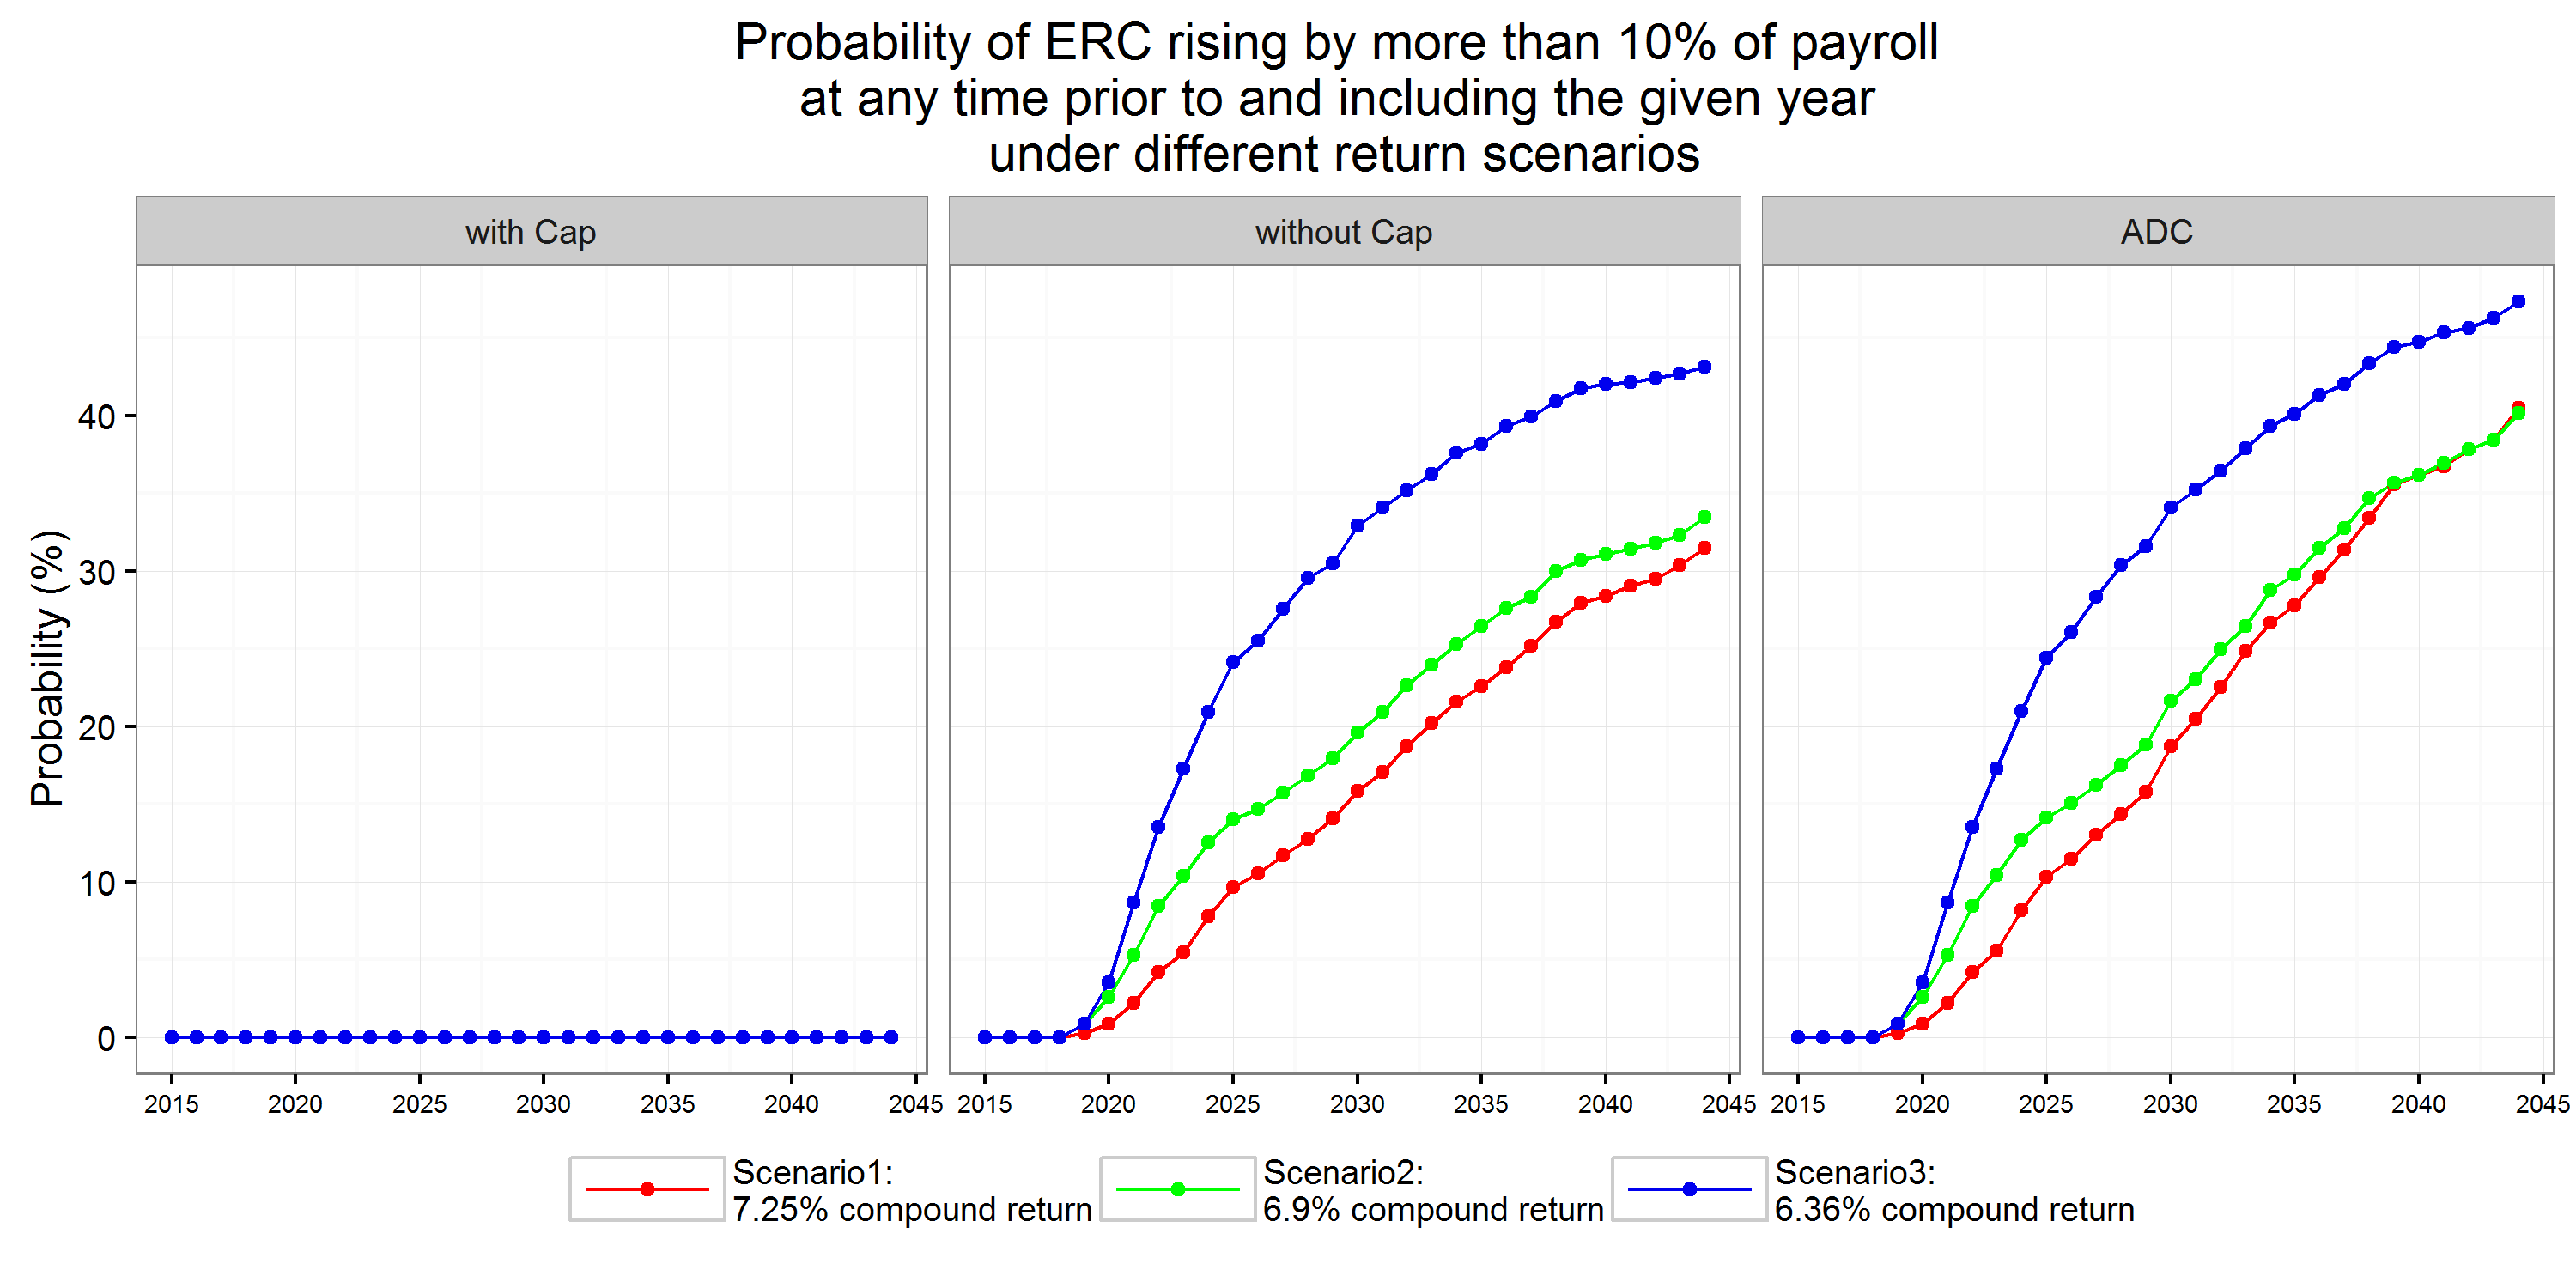 Probability of ERC rising by more than 10% of payroll
at any time prior to and including the given year
under different return scenarios
with Cap
without Cap
ADC
Probability (%)
40
30
20
10
0
2015 2020 2025 2030 2035 2040 2045
2015 2020 2025 2030 2035 2040 2045
2015 2020 2025 2030 2035 2040 2045
Scenario1:
7.25% compound return
Scenario2:
6.9% compound return
Scenario3:
6.36% compound return